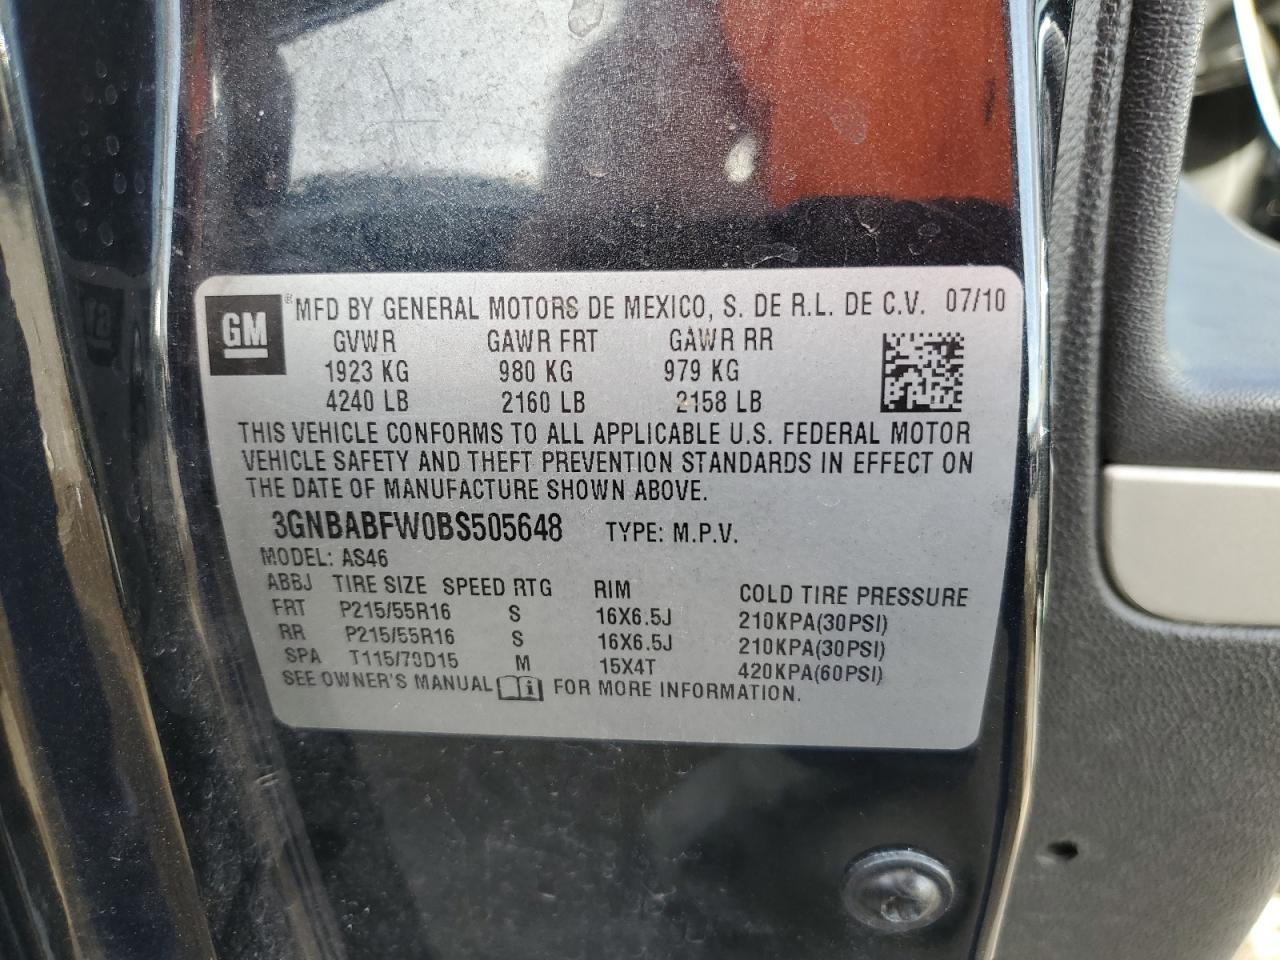 GM ® MFD BY GENERAL MOTORS DE MEXICO, S. DE R.L. DE C.V. 07/10
GVWR GAWR FRT GAWR RR
1923 KG 980 KG 979 KG
4240 LB 2160 LB 2158 LB
THIS VEHICLE CONFORMS TO ALL APPLICABLE U.S. FEDERAL MOTOR
VEHICLE SAFETY AND THEFT PREVENTION STANDARDS IN EFFECT ON
THE DATE OF MANUFACTURE SHOWN ABOVE.
3GNBABFW0BS505648 TYPE: M.P.V.
MODEL: AS46
ABBJ TIRE SIZE SPEED RTG RIM COLD TIRE PRESSURE
FRT P215/55R16 S 16X6.5J 210KPA(30PSI)
RR P215/55R16 S 16X6.5J 210KPA(30PSI)
SPA T115/70D15 M 15X4T 420KPA(60PSI)
SEE OWNER'S MANUAL i FOR MORE INFORMATION.